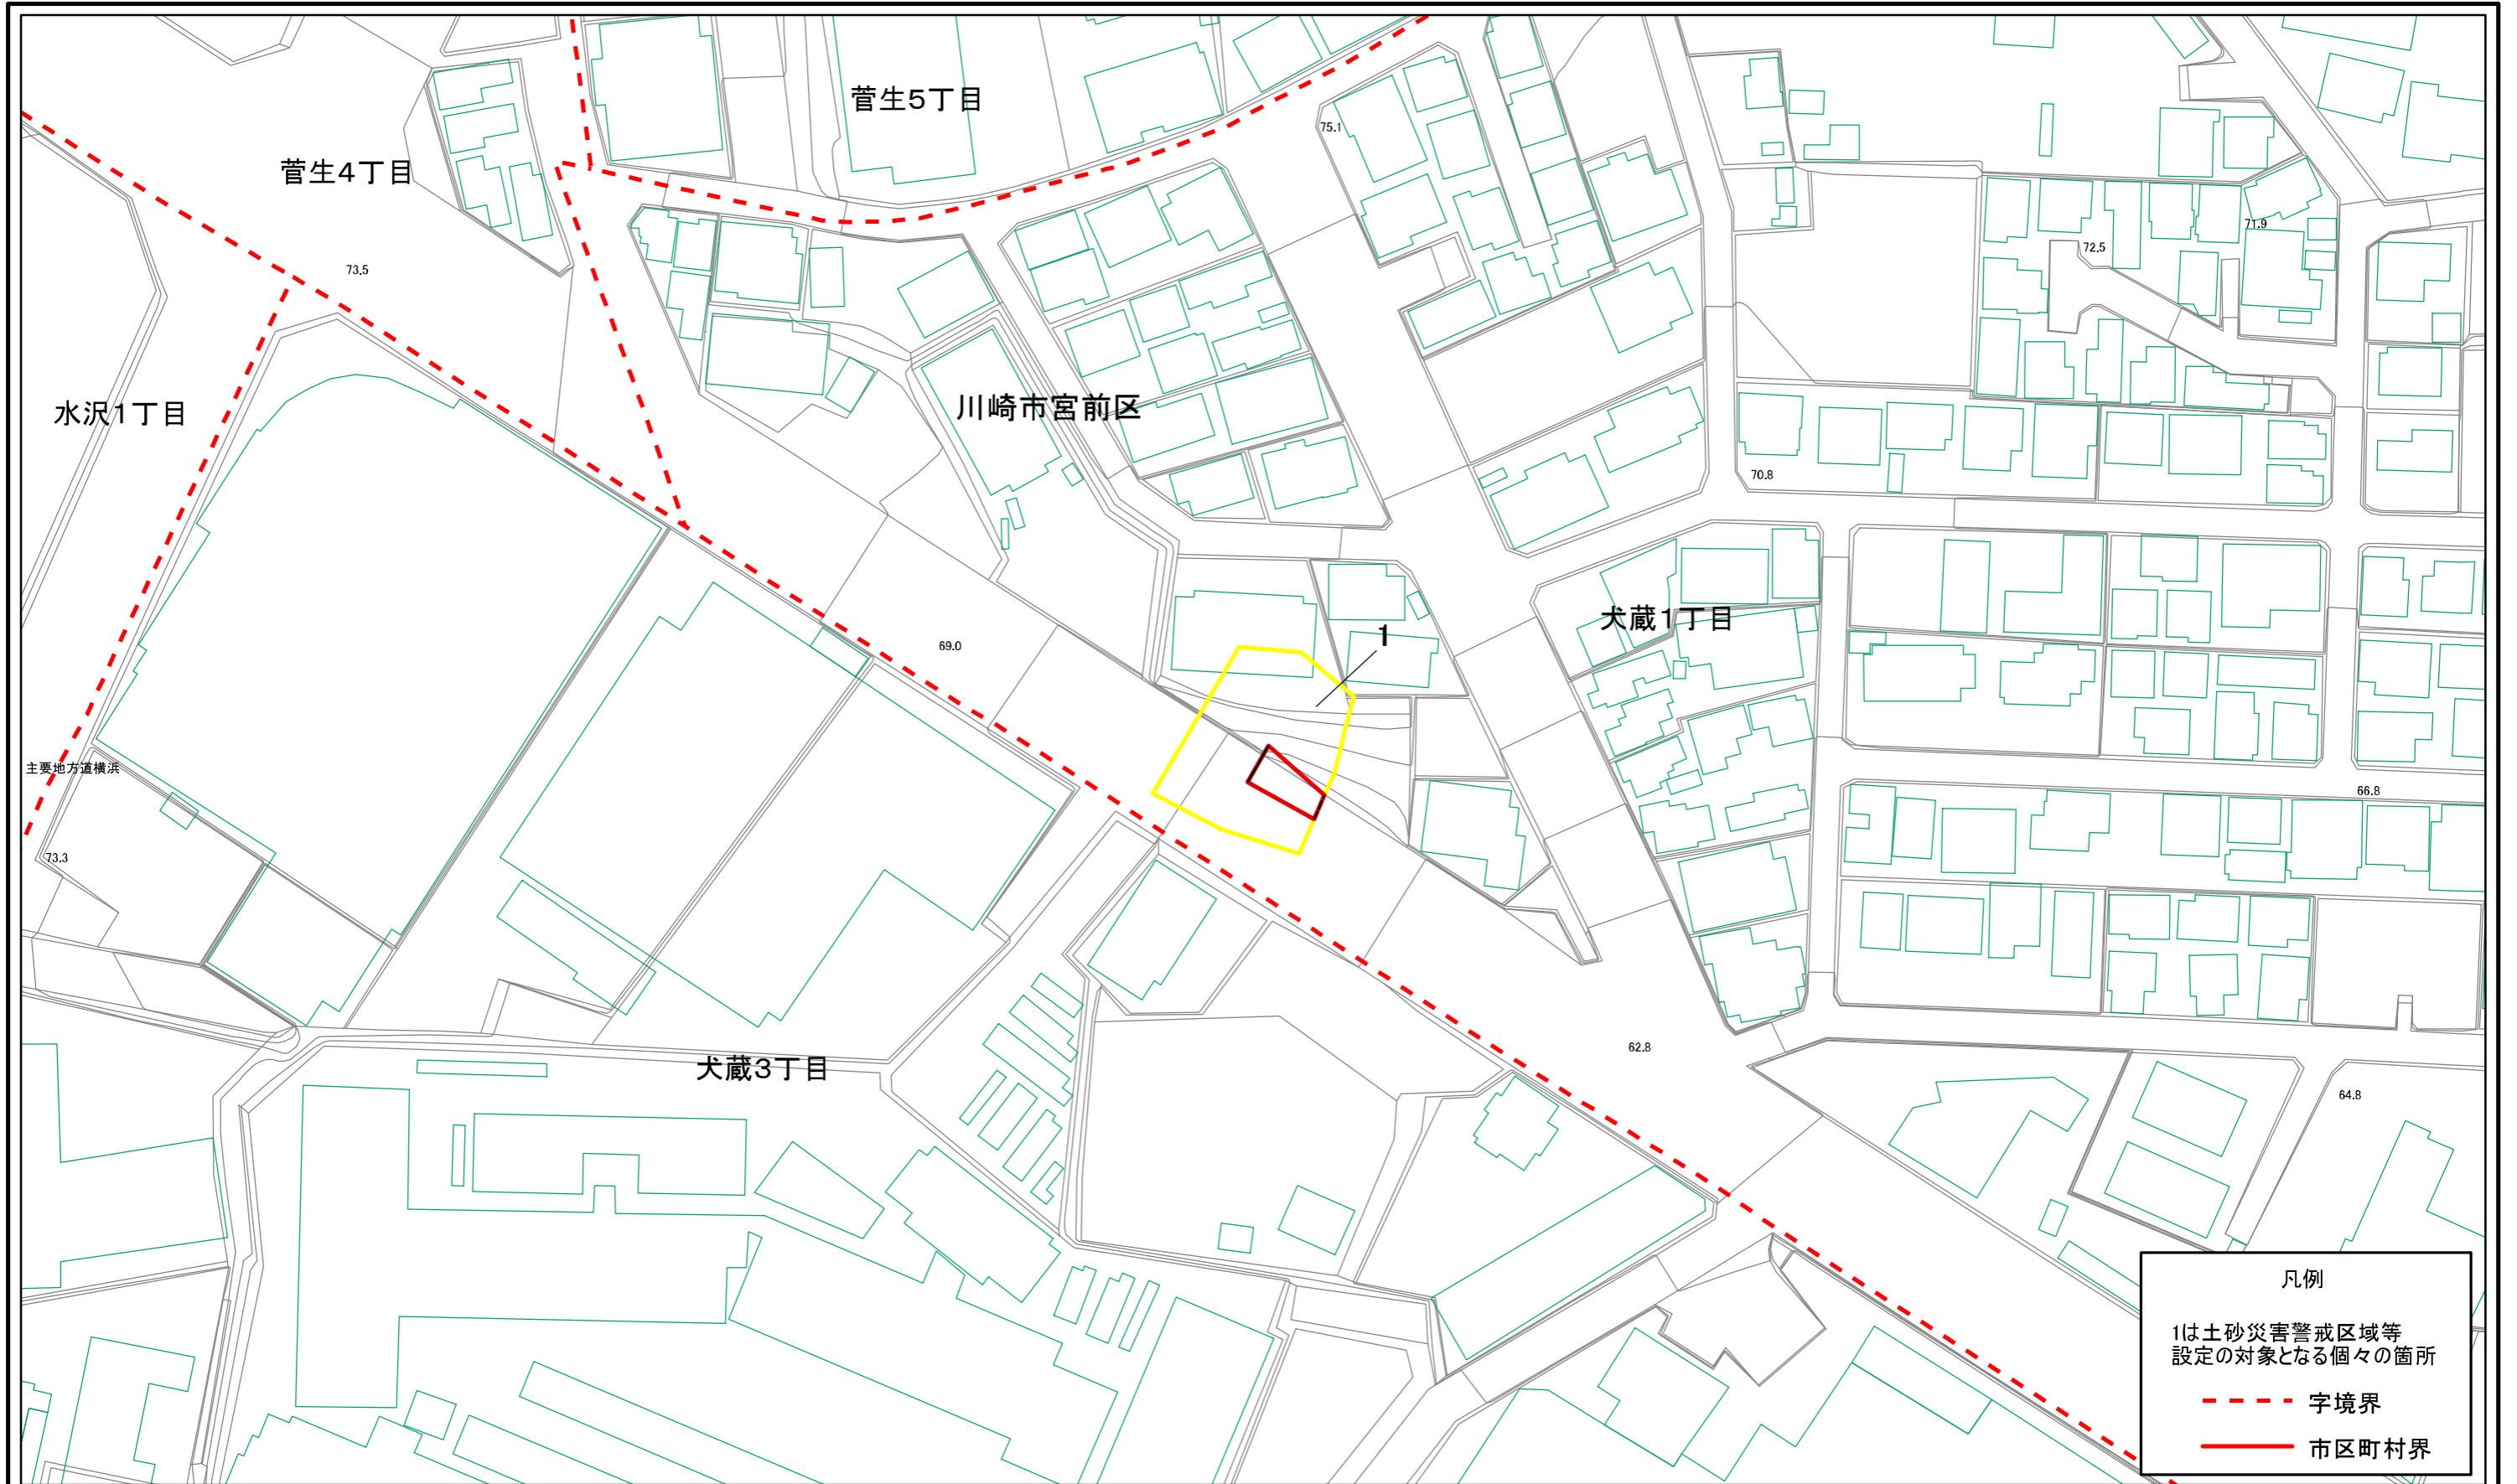 菅生5丁目
75.1
菅生4丁目
71.9
72.5
73.5
川崎市宮前区
水沢1丁目
70.8
犬蔵1丁目
1
69.0
主要地方道横浜
66.8
73.3
62.8
犬蔵3丁目
64.8
凡例
1は土砂災害警戒区域等
設定の対象となる個々の箇所
字境界
市区町村界